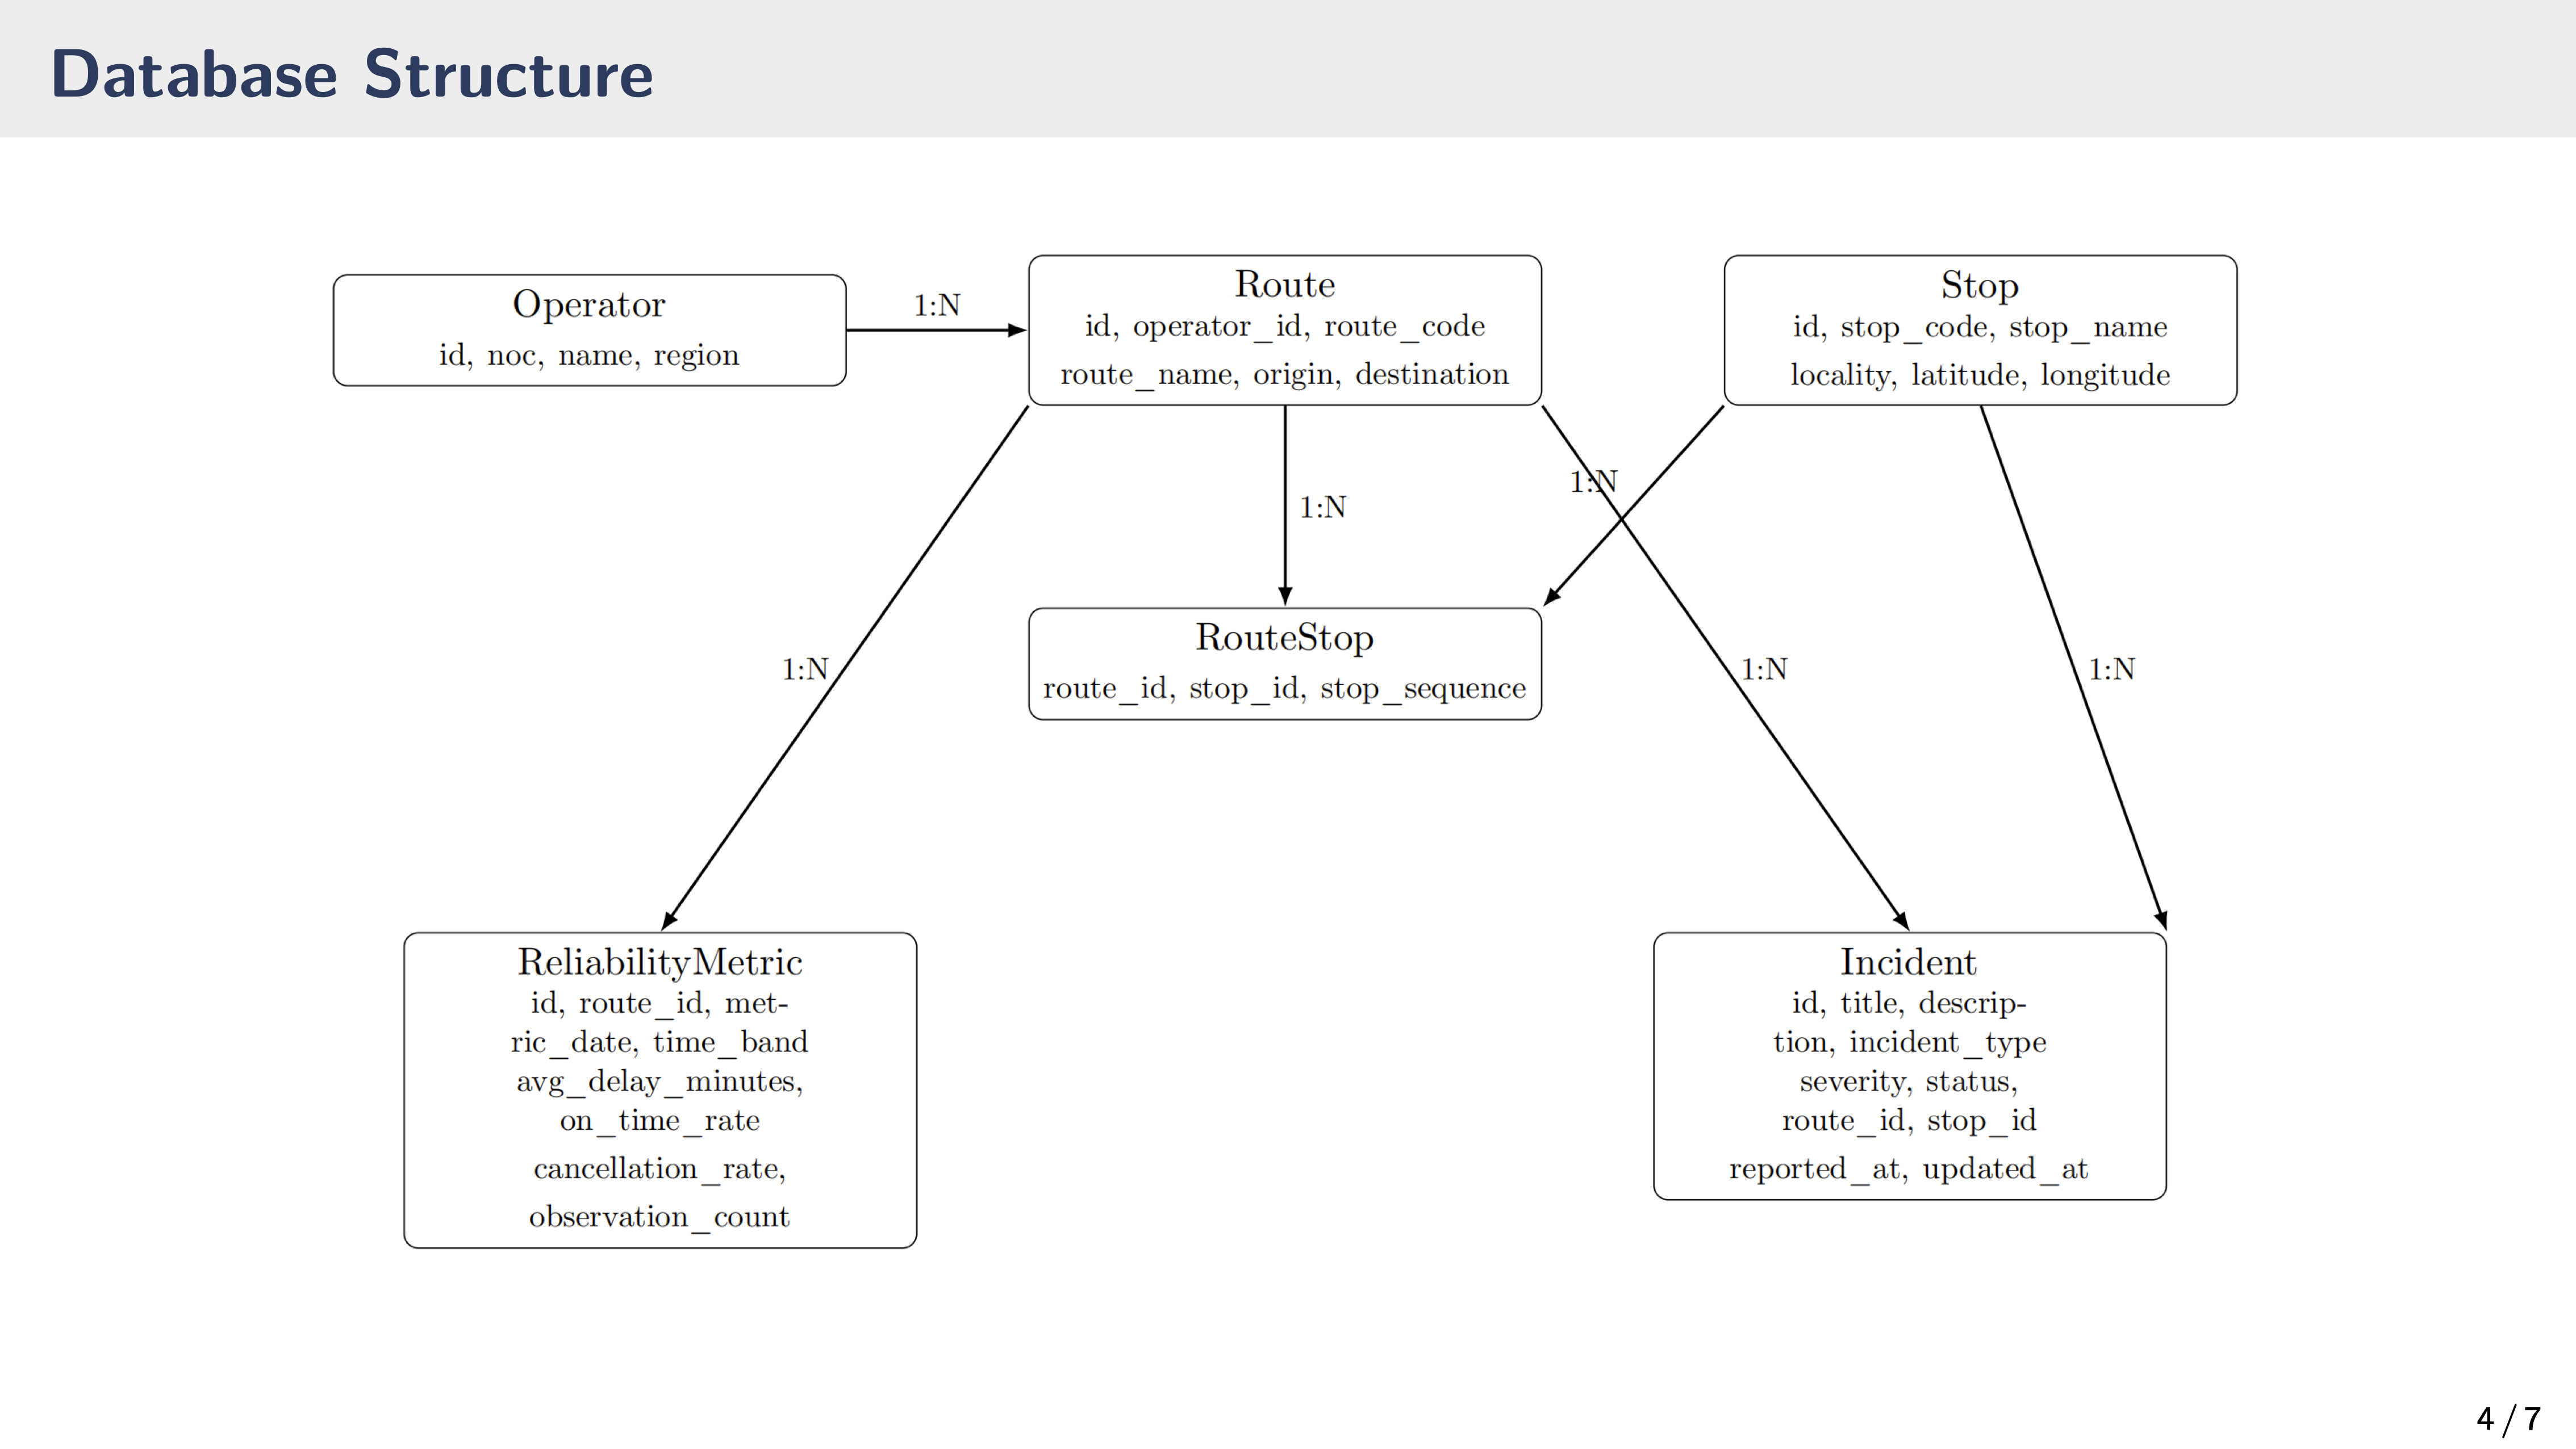 Database Structure
Operator
id, noc, name, region
1:N
Route
id, operator_id, route_code
route_name, origin, destination
Stop
id, stop_code, stop_name
locality, latitude, longitude
1:N
1:N
RouteStop
route_id, stop_id, stop_sequence
1:N
1:N
1:N
ReliabilityMetric
id, route_id, met-
ric_date, time_band
avg_delay_minutes,
on_time_rate
cancellation_rate,
observation_count
Incident
id, title, descrip-
tion, incident_type
severity, status,
route_id, stop_id
reported_at, updated_at
4 / 7